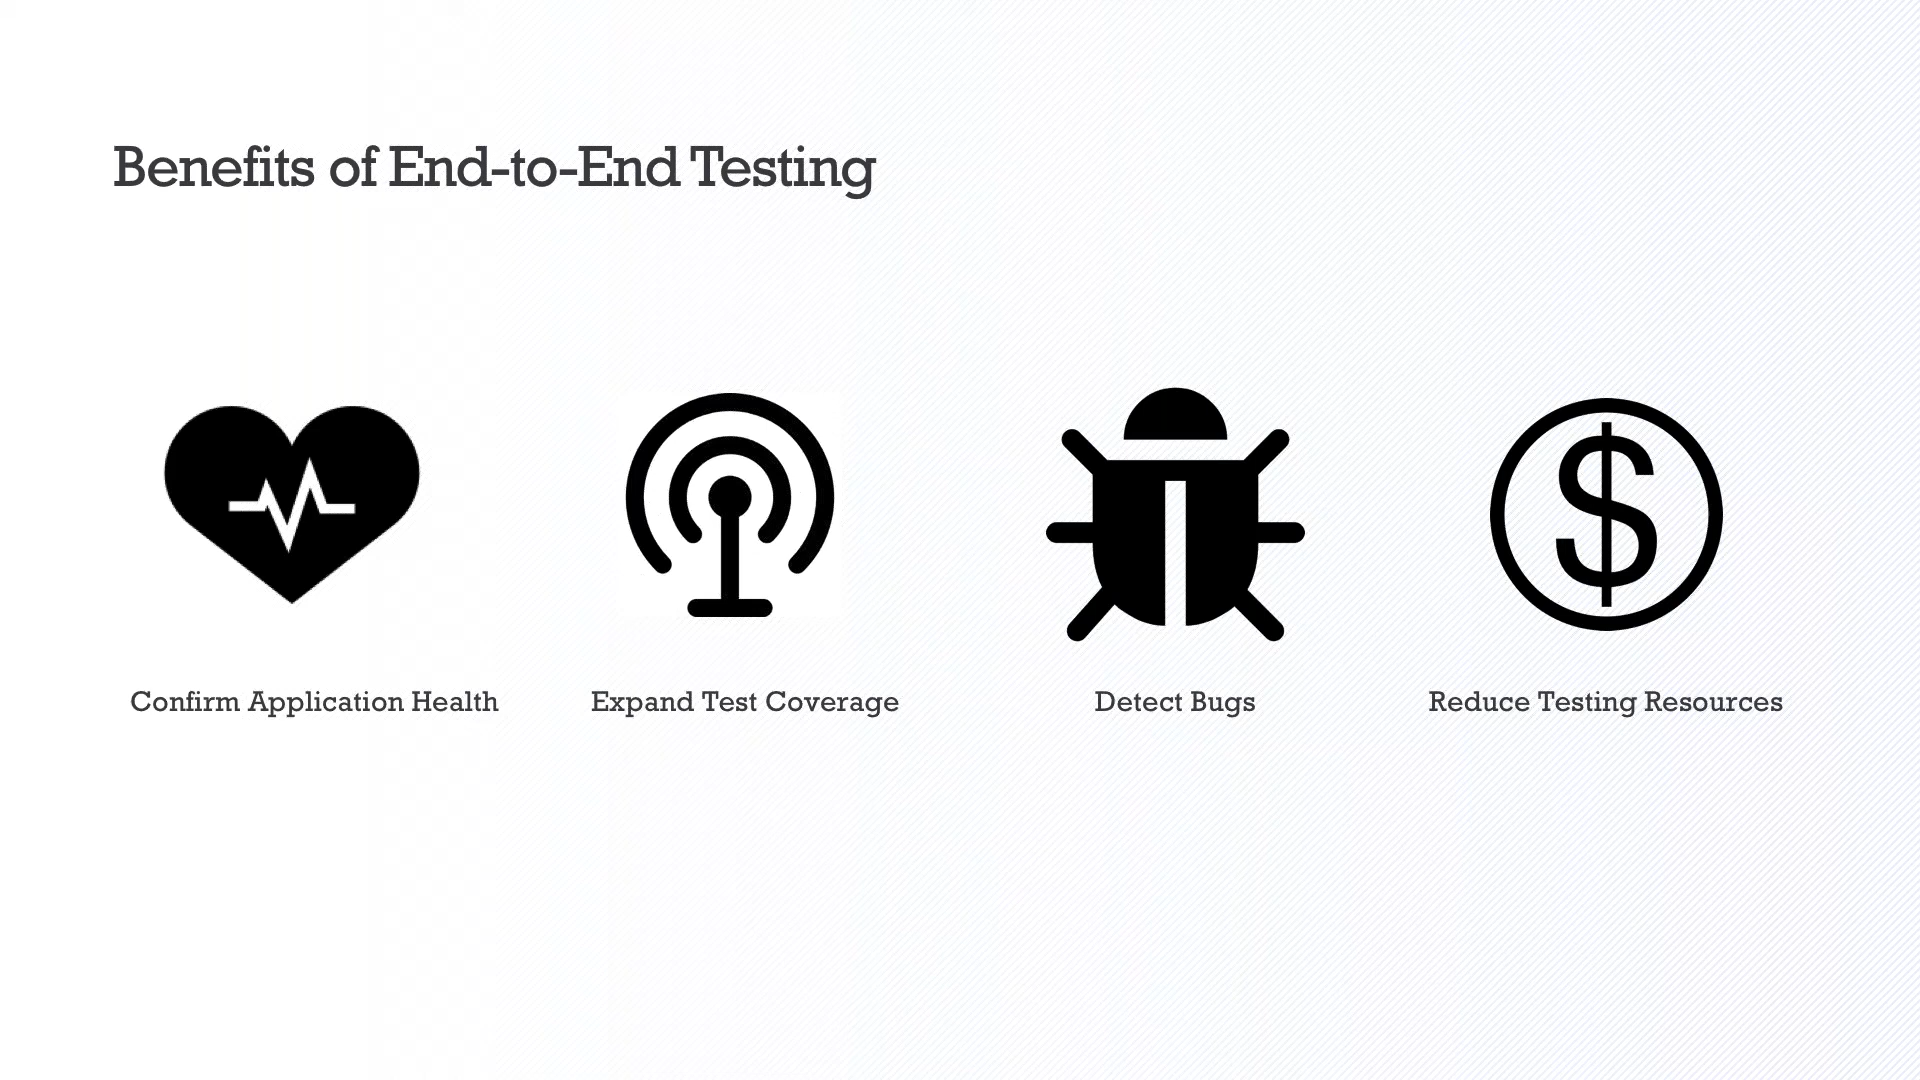 Benefits of End-to-End Testing
Confirm Application Health
Expand Test Coverage
Detect Bugs
Reduce Testing Resources